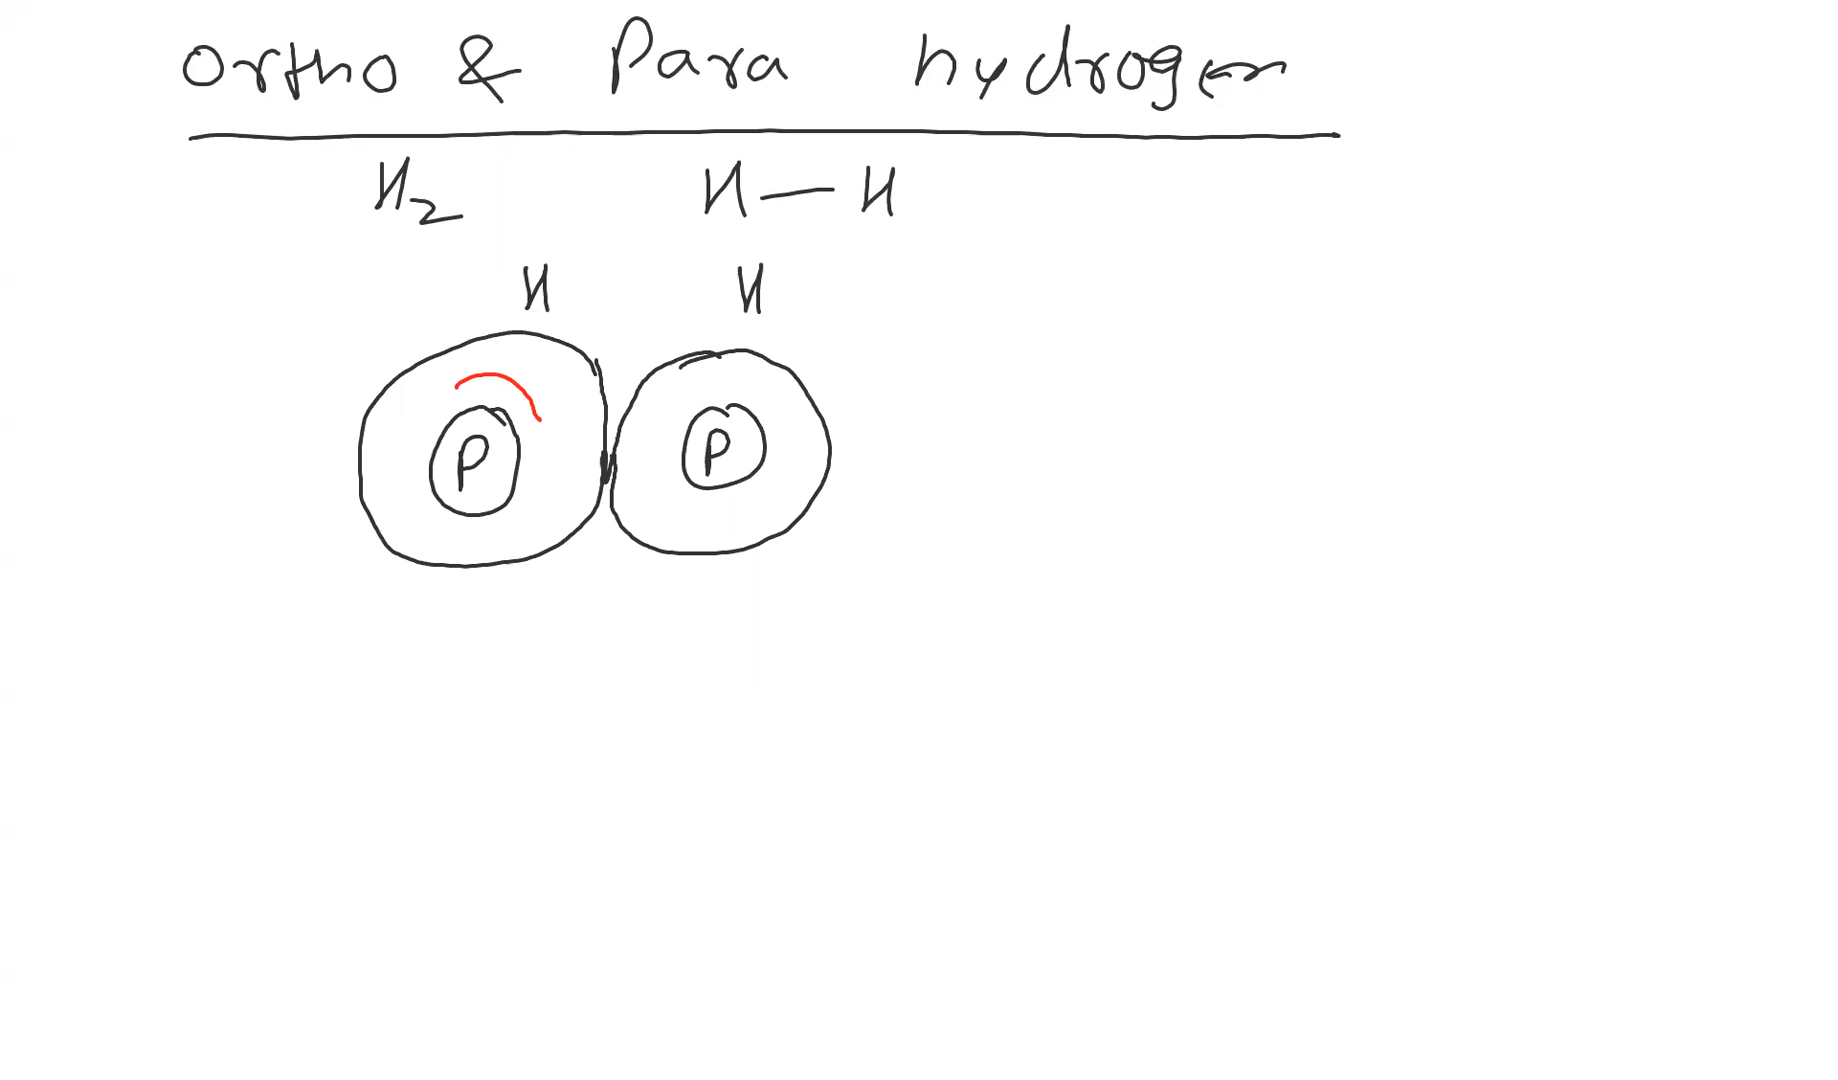 Ortho & Para hydrogen
H2 H—H
H H
P P